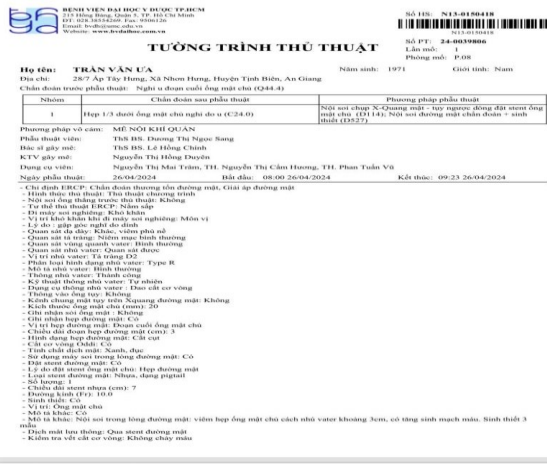 BỆNH VIỆN ĐẠI HỌC Y DƯỢC TP.HCM
215 Hồng Bàng, Quận 5, TP. Hồ Chí Minh
ĐT: 028.38554269. Fax: 9506126
Email: bvdh@umc.edu.vn
Website: www.bvdaihoc.com.vn
Số HS: N13-0150418
N13-0150418
Số PT: 24-0039806
Lần mổ: 1
Phòng mổ: P.08
TƯỜNG TRÌNH THỦ THUẬT
Họ tên: TRẦN VĂN ƯA Năm sinh: 1971 Giới tính: Nam
Địa chỉ: 28/7 Ấp Tây Hưng, Xã Nhơn Hưng, Huyện Tịnh Biên, An Giang
Chẩn đoán trước phẫu thuật: Nghi u đoạn cuối ống mật chủ (Q44.4)
Nhóm Chẩn đoán sau phẫu thuật Phương pháp phẫu thuật
1 Hẹp 1/3 dưới ống mật chủ nghi do u (C24.0) Nội soi chụp X-Quang mật - tụy ngược dòng đặt stent ống mật chủ (D114); Nội soi đường mật chẩn đoán + sinh thiết (D527)
Phương pháp vô cảm: MÊ NỘI KHÍ QUẢN
Phẫu thuật viên: ThS BS. Dương Thị Ngọc Sang
Bác sĩ gây mê: ThS BS. Lê Hồng Chính
KTV gây mê: Nguyễn Thị Hồng Duyên
Dụng cụ viên: Nguyễn Thị Mai Trâm, TH. Nguyễn Thị Cẩm Hương, TH. Phan Tuấn Vũ
Ngày phẫu thuật: 26/04/2024 Bắt đầu: 08:00 26/04/2024 Kết thúc: 09:23 26/04/2024
- Chỉ định ERCP: Chẩn đoán thương tổn đường mật, Giải áp đường mật
- Hình thức thủ thuật: Thủ thuật chương trình
- Nội soi ống thẳng trước thủ thuật: Không
- Tư thế thủ thuật ERCP: Nằm sấp
- Đi máy soi nghiêng: Khó khăn
- Vị trí khó khăn khi đi máy soi nghiêng: Môn vị
- Lý do: gập góc nghi do dính
- Quan sát dạ dày: Khác, viêm phù nề
- Quan sát tá tràng: Niêm mạc bình thường
- Quan sát vùng quanh vater: Bình thường
- Quan sát nhú vater: Quan sát được
- Vị trí nhú vater: Tá tràng D2
- Phân loại hình dạng nhú vater: Type R
- Mô tả nhú vater: Bình thường
- Thông nhú vater: Thành công
- Kỹ thuật thông nhú vater: Tự nhiên
- Dụng cụ thông nhú vater : Dao cắt cơ vòng
- Thông vào ống tụy: Không
- Kênh chung mật tụy trên Xquang đường mật: Không
- Kích thước ống mật chủ (mm): 20
- Ghi nhận sỏi ống mật : Không
- Ghi nhận hẹp đường mật: Có
- Vị trí hẹp đường mật: Đoạn cuối ống mật chủ
- Chiều dài đoạn hẹp đường mật (cm): 3
- Hình dạng hẹp đường mật: Cắt cụt
- Cắt cơ vòng Oddi: Có
- Tính chất dịch mật: Xanh, đục
- Sử dụng máy soi trong lòng đường mật: Có
- Đặt stent đường mật: Có
- Lý do đặt stent ống mật chủ: Hẹp đường mật
- Loại stent đường mật: Nhựa, dạng pigtail
- Số lượng: 1
- Chiều dài stent nhựa (cm): 7
- Đường kính (Fr): 10.0
- Sinh thiết: Có
- Vị trí: Ống mật chủ
- Mô tả khác: Có
- Mô tả khác: Nội soi trong lòng đường mật: viêm hẹp ống mật chủ cách nhú vater khoảng 3cm, có tăng sinh mạch máu. Sinh thiết 3
mẫu
- Dịch mật lưu thông: Qua stent đường mật
- Kiểm tra vết cắt cơ vòng: Không chảy máu